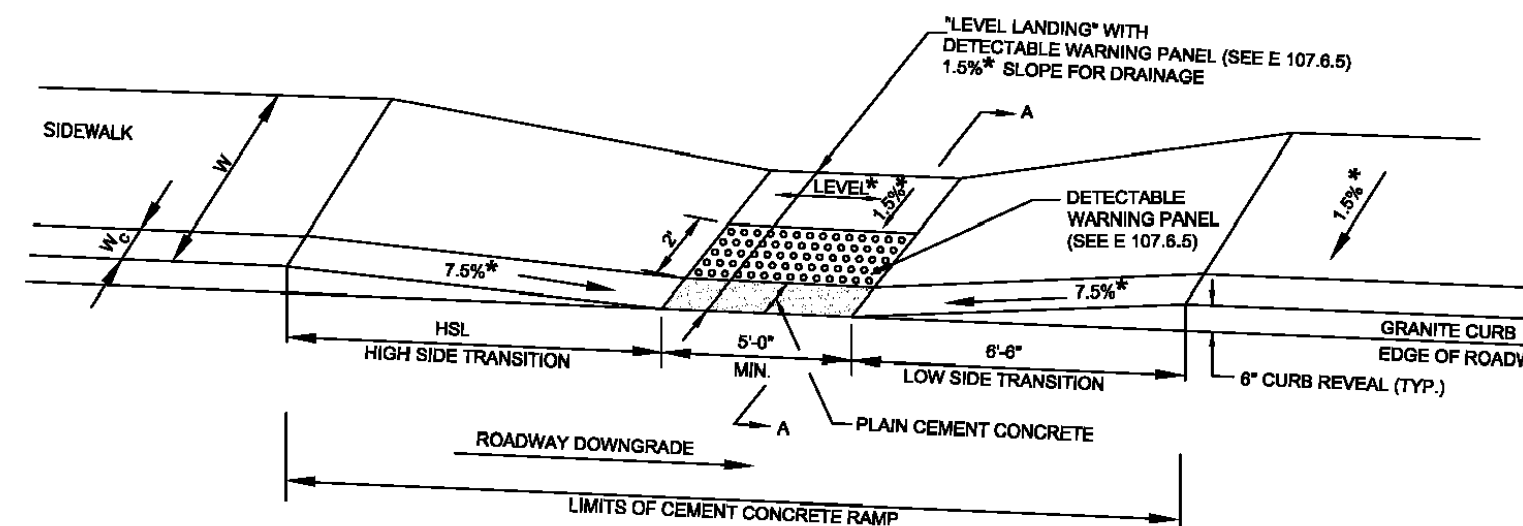 "LEVEL LANDING" WITH
DETECTABLE WARNING PANEL (SEE E 107.6.5)
1.5%* SLOPE FOR DRAINAGE
A
SIDEWALK
W
LEVEL*
1.5%*
DETECTABLE
WARNING PANEL
(SEE E 107.6.5)
1.5%*
Wc
2'
7.5%*
7.5%*
HSL
HIGH SIDE TRANSITION
5'-0"
MIN.
6'-6"
LOW SIDE TRANSITION
GRANITE CURB
EDGE OF ROADW
6" CURB REVEAL (TYP.)
A
PLAIN CEMENT CONCRETE
ROADWAY DOWNGRADE
LIMITS OF CEMENT CONCRETE RAMP